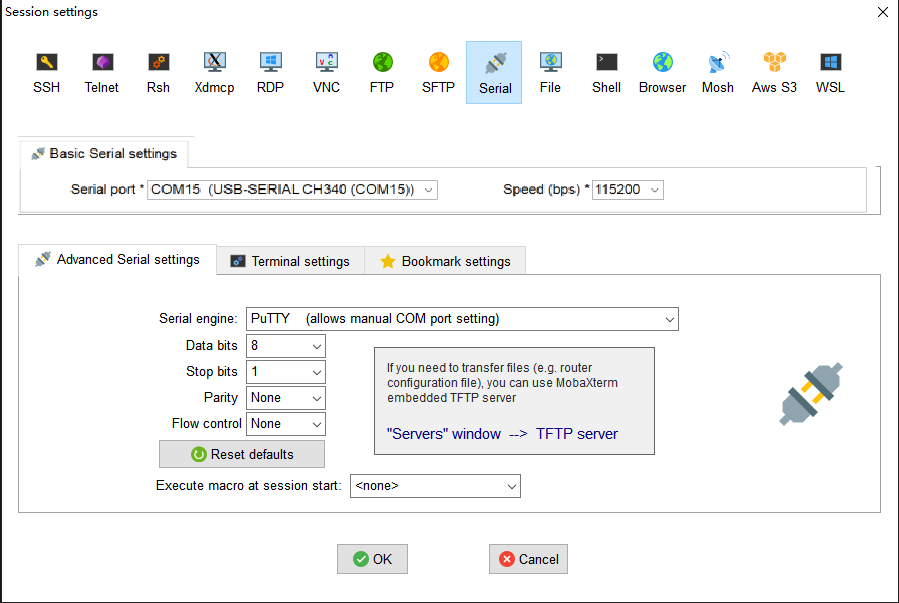 Session settings
SSH Telnet Rsh Xdmcp RDP VNC FTP SFTP Serial File Shell Browser Mosh Aws S3 WSL
Basic Serial settings
Serial port * COM15 (USB-SERIAL CH340 (COM15)) Speed (bps) * 115200
Advanced Serial settings Terminal settings Bookmark settings
Serial engine: PuTTY (allows manual COM port setting)
Data bits 8
Stop bits 1
Parity None
Flow control None
If you need to transfer files (e.g. router
configuration file), you can use MobaXterm
embedded TFTP server
"Servers" window --> TFTP server
Reset defaults
Execute macro at session start: <none>
OK Cancel